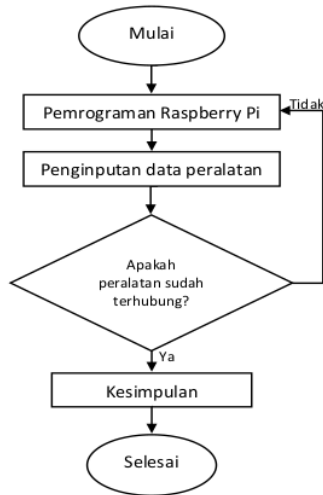 Mulai
Pemrograman Raspberry Pi
Tidak
Penginputan data peralatan
Apakah
peralatan sudah
terhubung?
Ya
Kesimpulan
Selesai